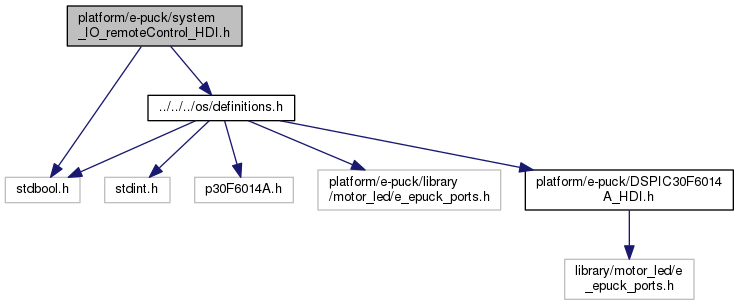 platform/e-puck/system
_IO_remoteControl_HDI.h
../../../os/definitions.h
stdbool.h
stdint.h
p30F6014A.h
platform/e-puck/library
/motor_led/e_epuck_ports.h
platform/e-puck/DSPIC30F6014
A_HDI.h
library/motor_led/e
_epuck_ports.h